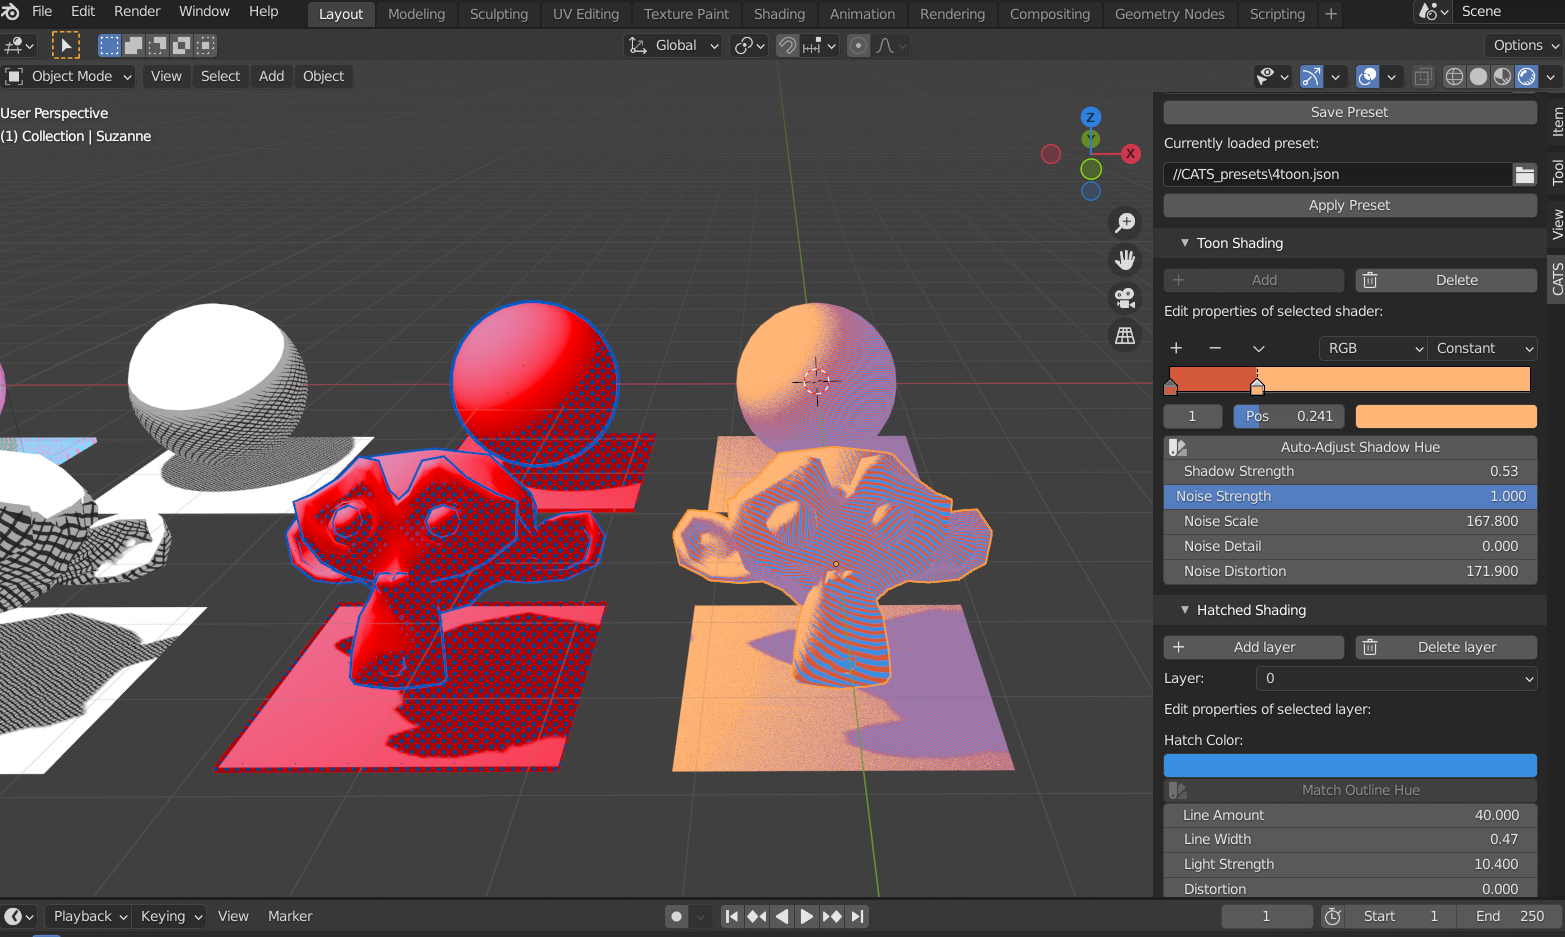 File Edit Render Window Help Layout Modeling Sculpting UV Editing Texture Paint Shading Animation Rendering Compositing Geometry Nodes Scripting + Scene
Global Options
Object Mode View Select Add Object
User Perspective
(1) Collection | Suzanne
Z
Y
X
Save Preset
Currently loaded preset:
//CATS_presets\4toon.json
Apply Preset
Toon Shading
Add Delete
Edit properties of selected shader:
RGB Constant
1 Pos 0.241
Auto-Adjust Shadow Hue
Shadow Strength 0.53
Noise Strength 1.000
Noise Scale 167.800
Noise Detail 0.000
Noise Distortion 171.900
Hatched Shading
Add layer Delete layer
Layer: 0
Edit properties of selected layer:
Hatch Color:
Match Outline Hue
Line Amount 40.000
Line Width 0.47
Light Strength 10.400
Distortion 0.000
Item
Tool
View
CATS
Playback Keying View Marker 1 Start 1 End 250